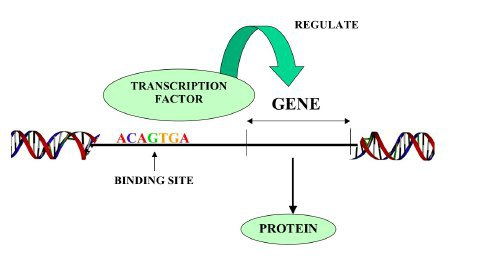 REGULATE
TRANSCRIPTION
FACTOR
GENE
ACAGTGA
BINDING SITE
PROTEIN